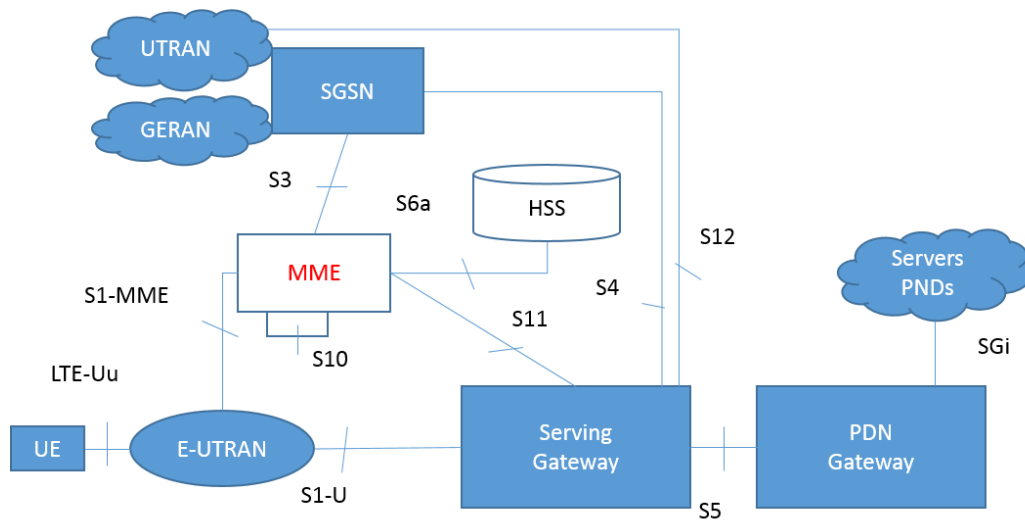 UTRAN
SGSN
GERAN
S3
S6a
HSS
S12
MME
Servers
PNDs
S1-MME
S4
S11
S10
SGi
LTE-Uu
UE
E-UTRAN
Serving
Gateway
PDN
Gateway
S1-U
S5